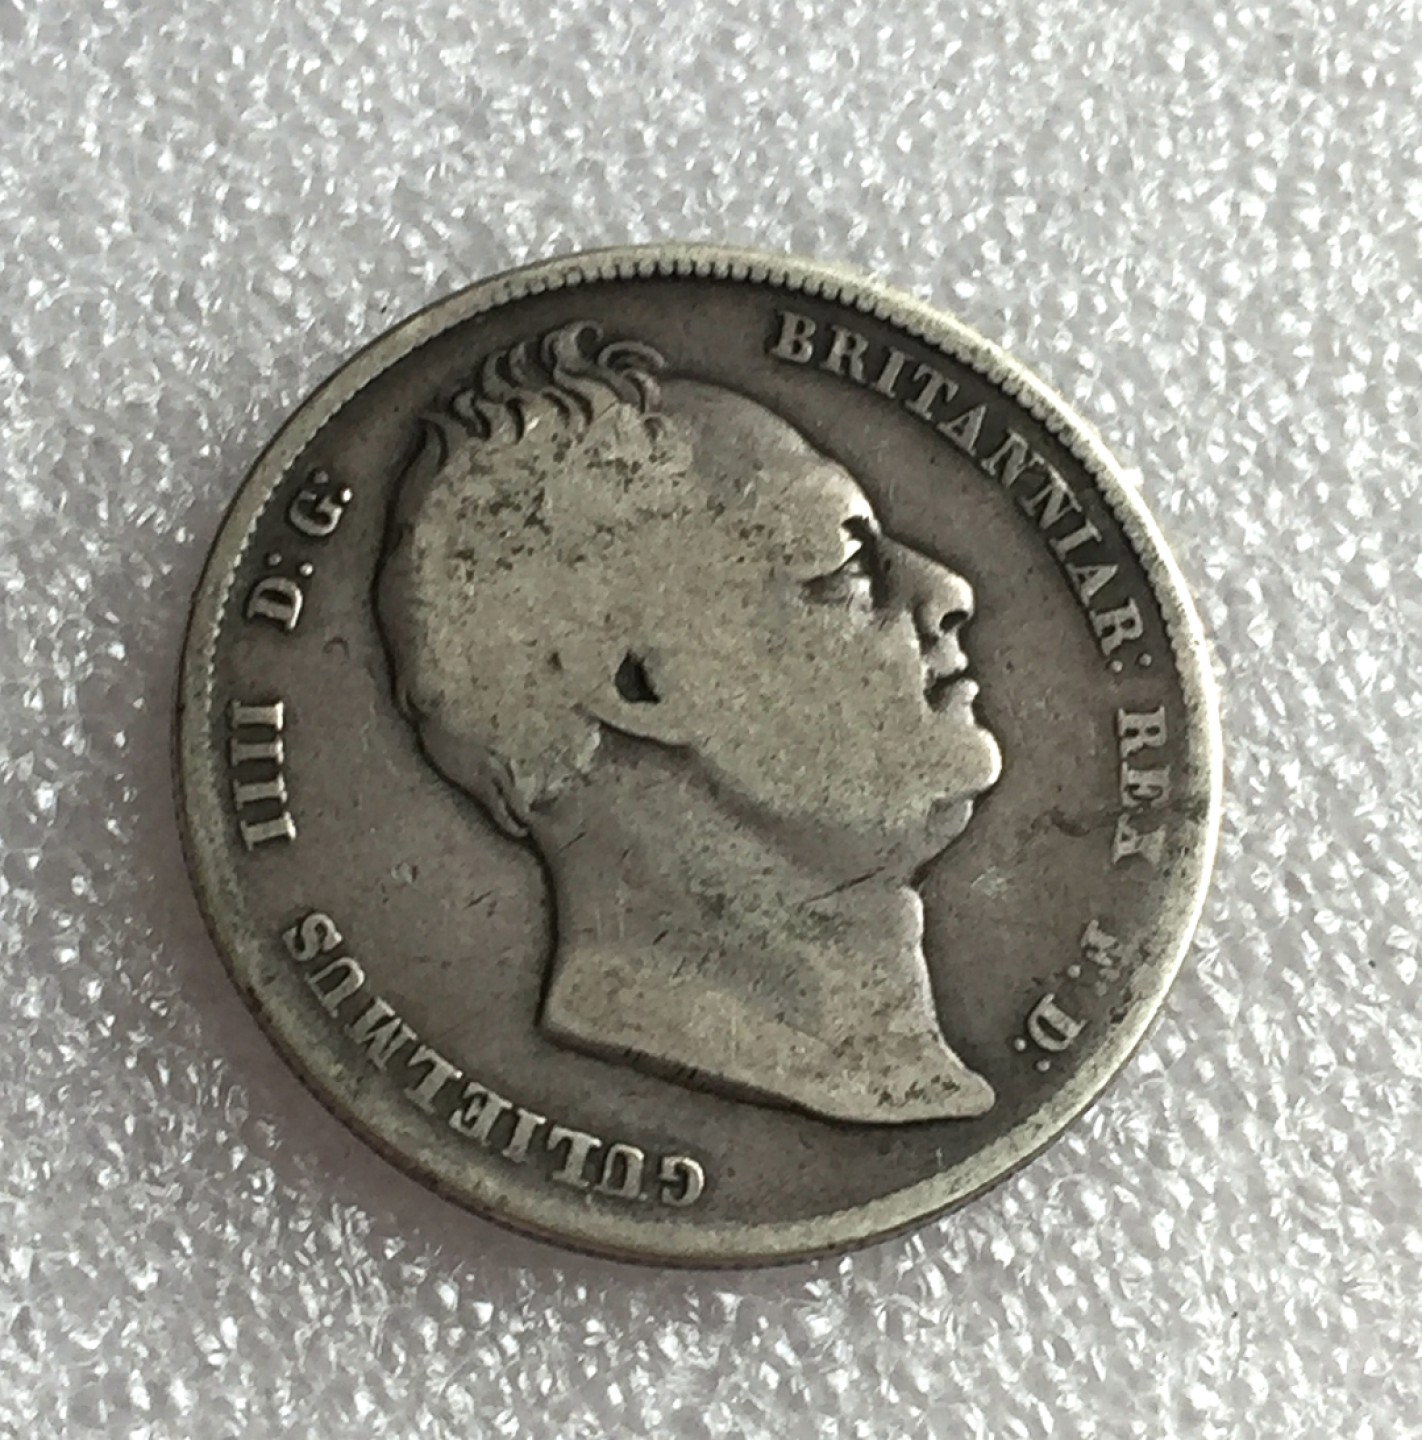 GULIELMUS IIII D: G: BRITANNIAR: REX F: D: